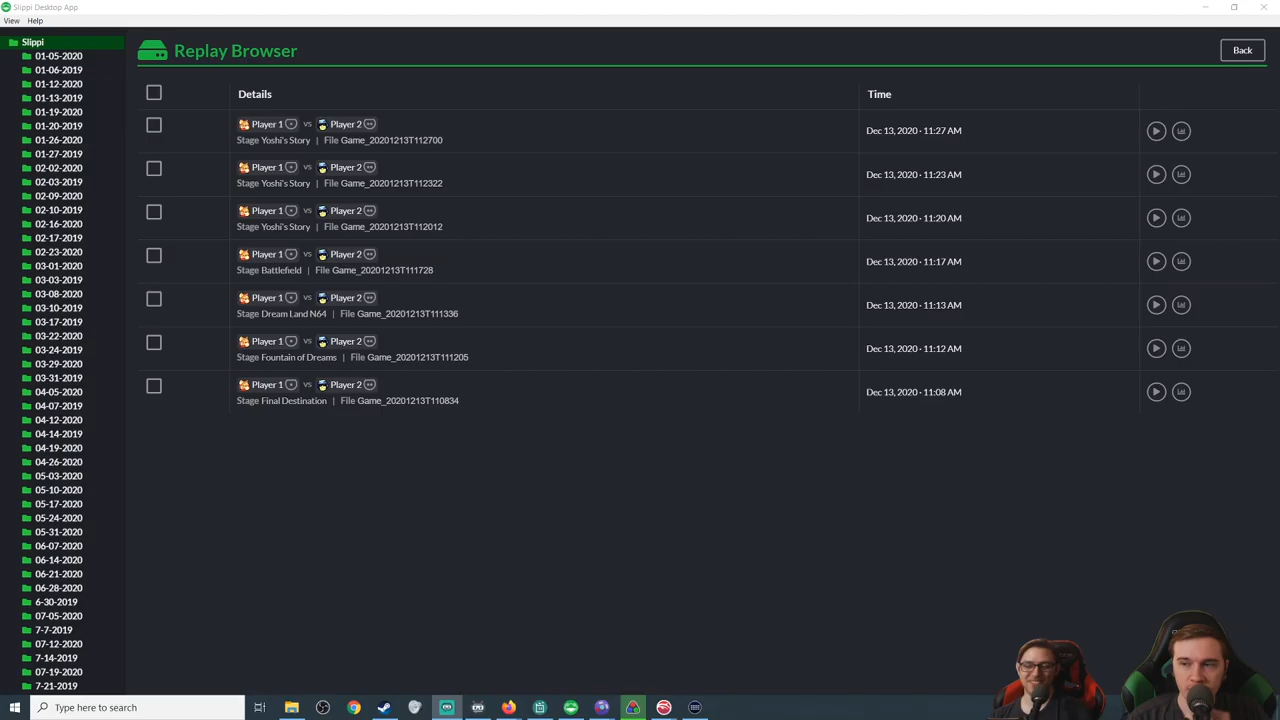 Slippi Desktop App
View Help
Slippi
01-05-2020
01-06-2019
01-12-2020
01-13-2019
01-19-2020
01-20-2019
01-26-2020
01-27-2019
02-02-2020
02-03-2019
02-09-2020
02-10-2019
02-16-2020
02-17-2019
02-23-2020
03-01-2020
03-03-2019
03-08-2020
03-10-2019
03-17-2019
03-22-2020
03-24-2019
03-29-2020
03-31-2019
04-05-2020
04-07-2019
04-12-2020
04-14-2019
04-19-2020
04-26-2020
05-03-2020
05-10-2020
05-17-2020
05-24-2020
05-31-2020
06-07-2020
06-14-2020
06-21-2020
06-28-2020
6-30-2019
07-05-2020
7-7-2019
07-12-2020
7-14-2019
07-19-2020
7-21-2019
Replay Browser
Back
Details Time
Player 1 vs Player 2
Stage Yoshi's Story | File Game_20201213T112700
Dec 13, 2020 · 11:27 AM
Player 1 vs Player 2
Stage Yoshi's Story | File Game_20201213T112322
Dec 13, 2020 · 11:23 AM
Player 1 vs Player 2
Stage Yoshi's Story | File Game_20201213T112012
Dec 13, 2020 · 11:20 AM
Player 1 vs Player 2
Stage Battlefield | File Game_20201213T111728
Dec 13, 2020 · 11:17 AM
Player 1 vs Player 2
Stage Dream Land N64 | File Game_20201213T111336
Dec 13, 2020 · 11:13 AM
Player 1 vs Player 2
Stage Fountain of Dreams | File Game_20201213T111205
Dec 13, 2020 · 11:12 AM
Player 1 vs Player 2
Stage Final Destination | File Game_20201213T110834
Dec 13, 2020 · 11:08 AM
Type here to search